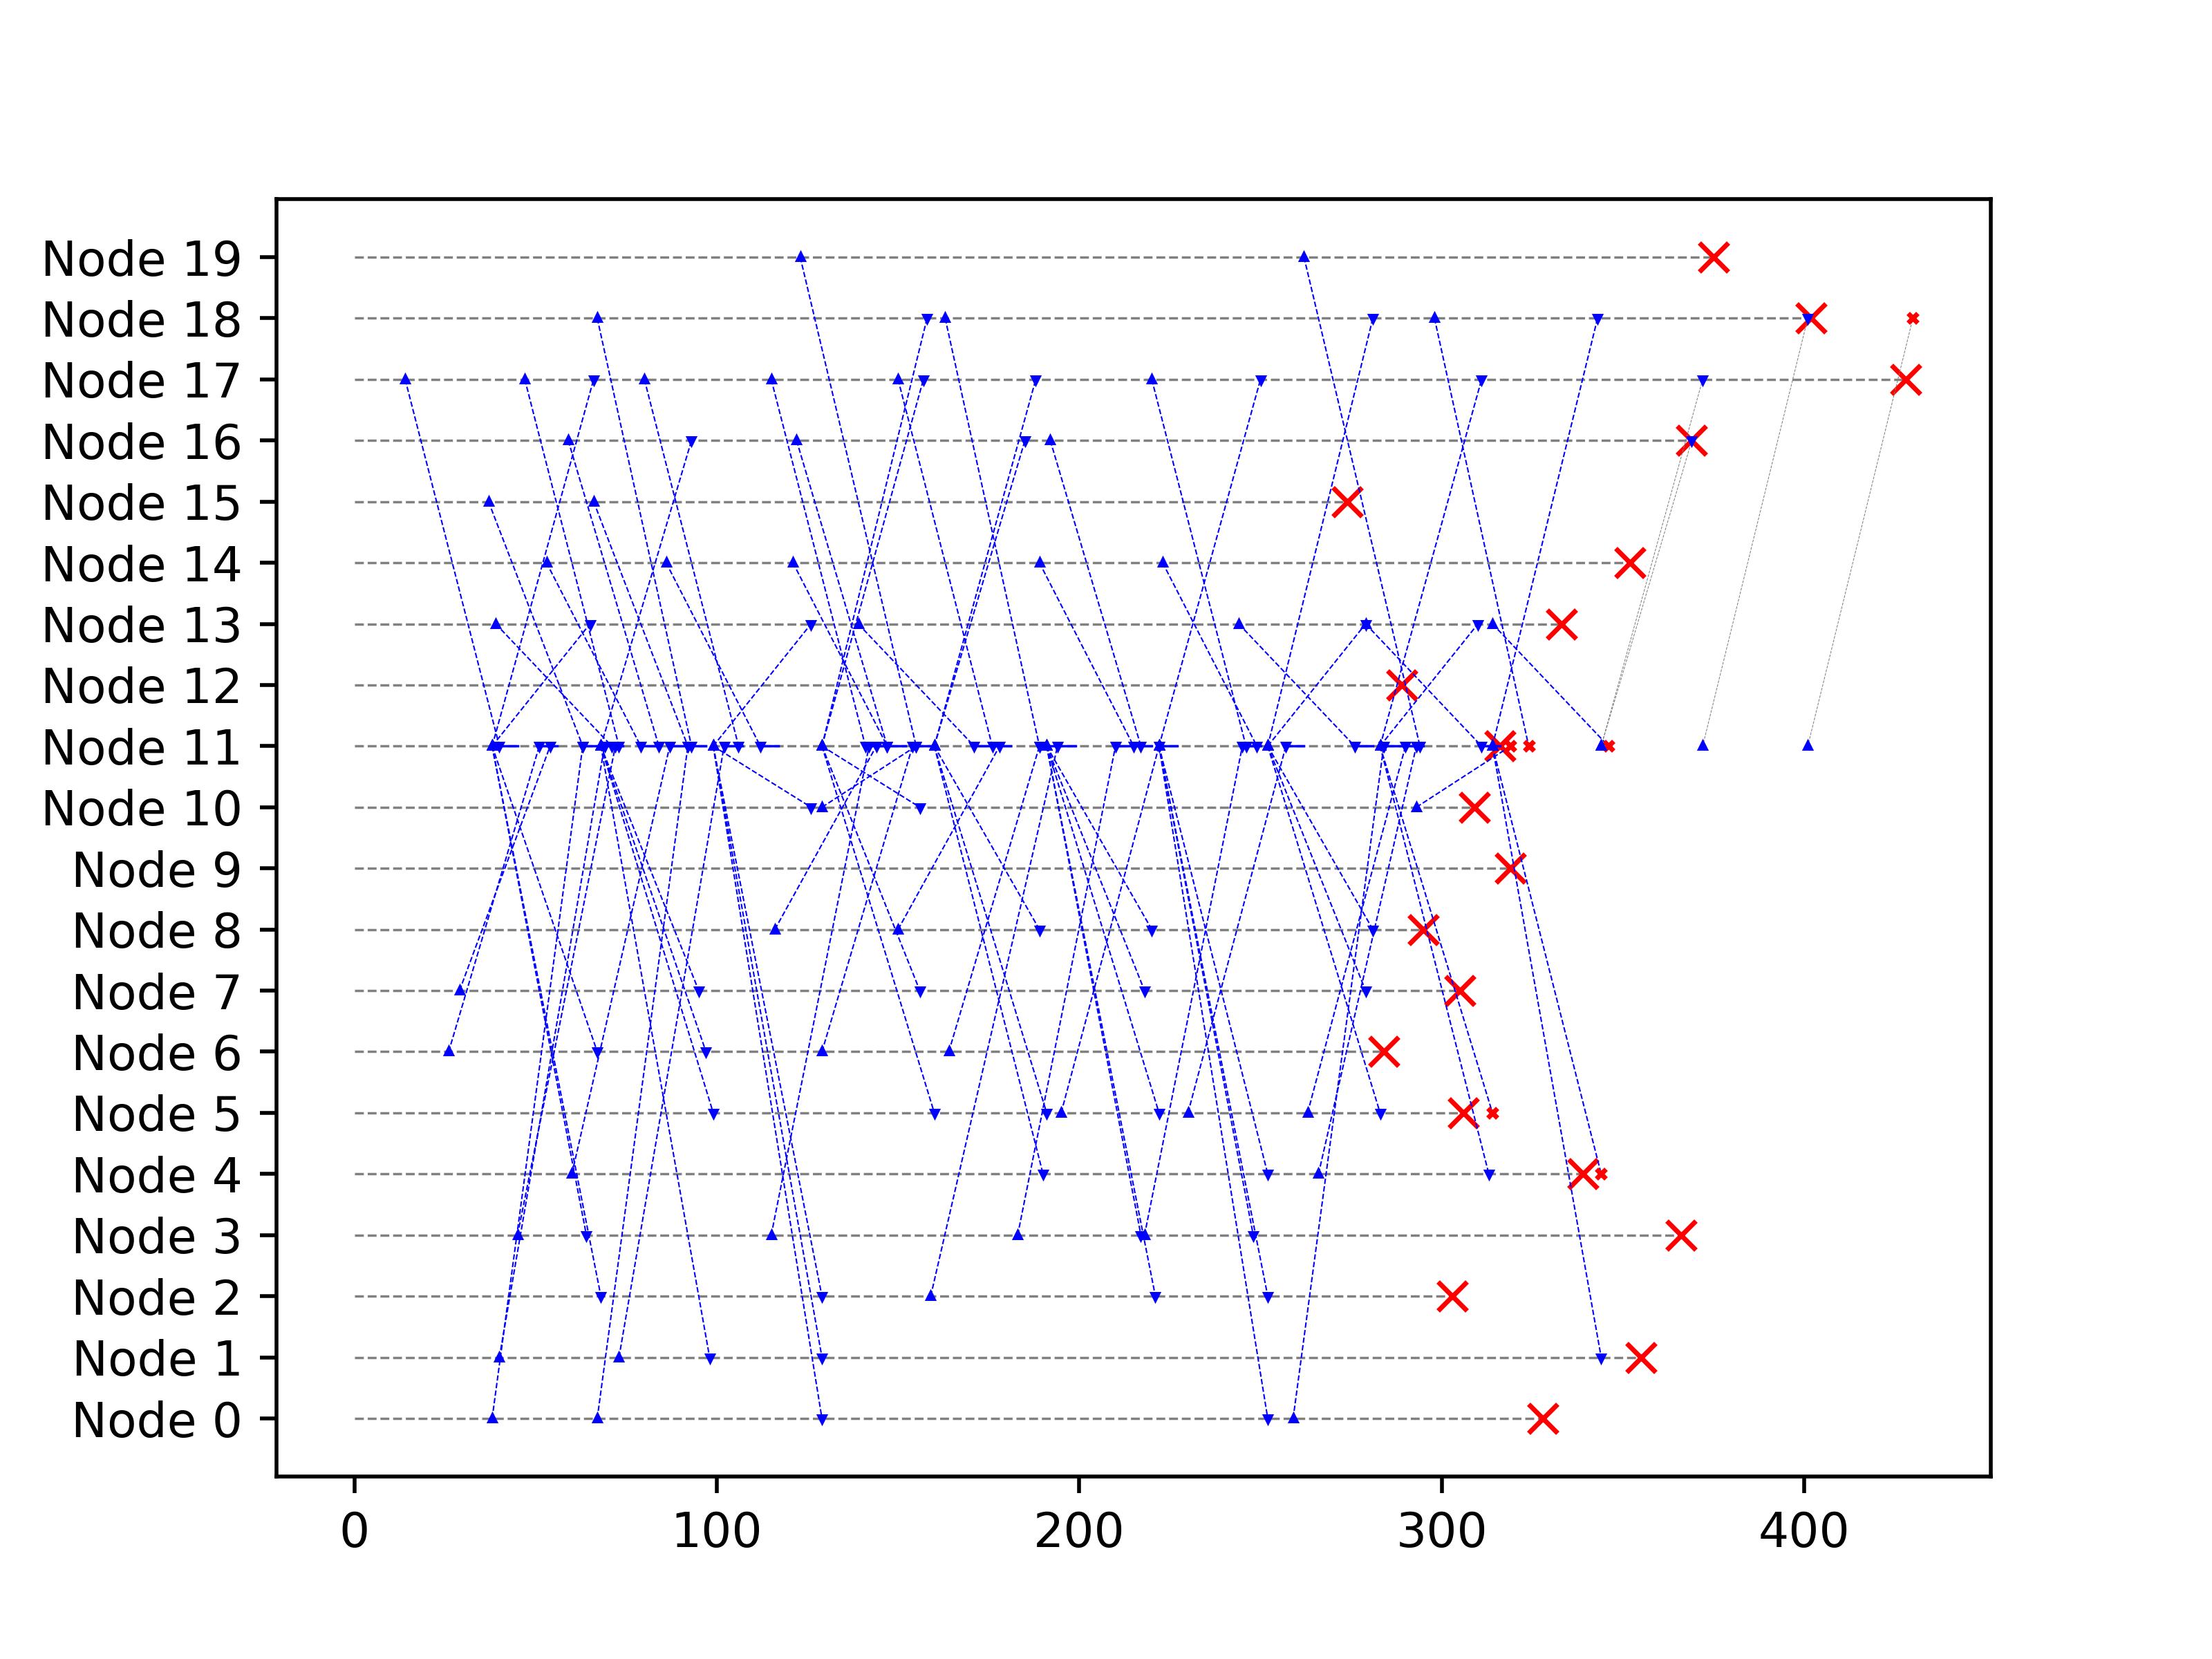 Node 19
Node 18
Node 17
Node 16
Node 15
Node 14
Node 13
Node 12
Node 11
Node 10
Node 9
Node 8
Node 7
Node 6
Node 5
Node 4
Node 3
Node 2
Node 1
Node 0
0 100 200 300 400